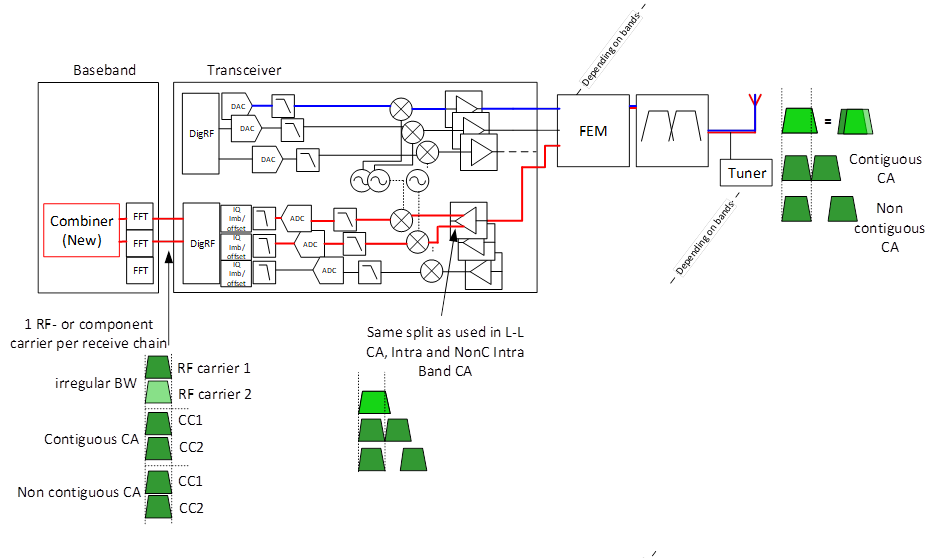 Depending on bands-
Baseband
Transceiver
DAC
DAC
DAC
DigRF
FEM
=
Tuner
Contiguous
CA
Non
contiguous
CA
Depending on bands-
Combiner
(New)
FFT
FFT
FFT
DigRF
IQ
Imb/
offset
IQ
Imb/
offset
IQ
Imb/
offset
ADC
ADC
ADC
1 RF- or component
carrier per receive chain
Same split as used in L-L
CA, Intra and NonC Intra
Band CA
irregular BW
RF carrier 1
RF carrier 2
Contiguous CA
CC1
CC2
Non contiguous CA
CC1
CC2